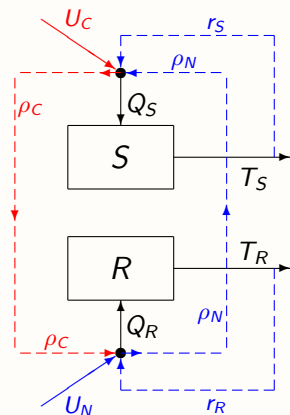 U_C r_S
ρ_C ρ_N
Q_S
S
T_S
R
T_R
Q_R ρ_N
ρ_C
U_N r_R